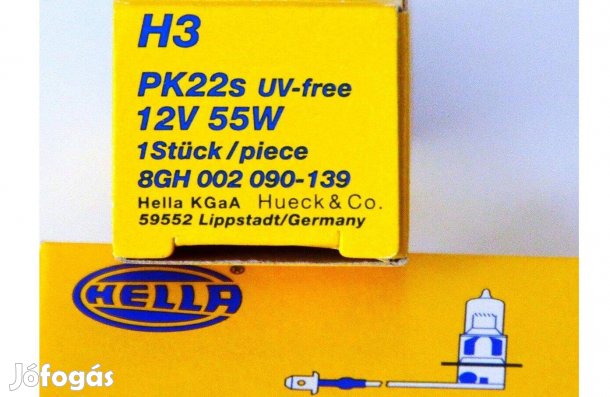 H3
PK22s UV-free
12V 55W
1Stück/piece
8GH 002 090-139
Hella KGaA Hueck & Co.
59552 Lippstadt/Germany
HELLA ®
Jófogás